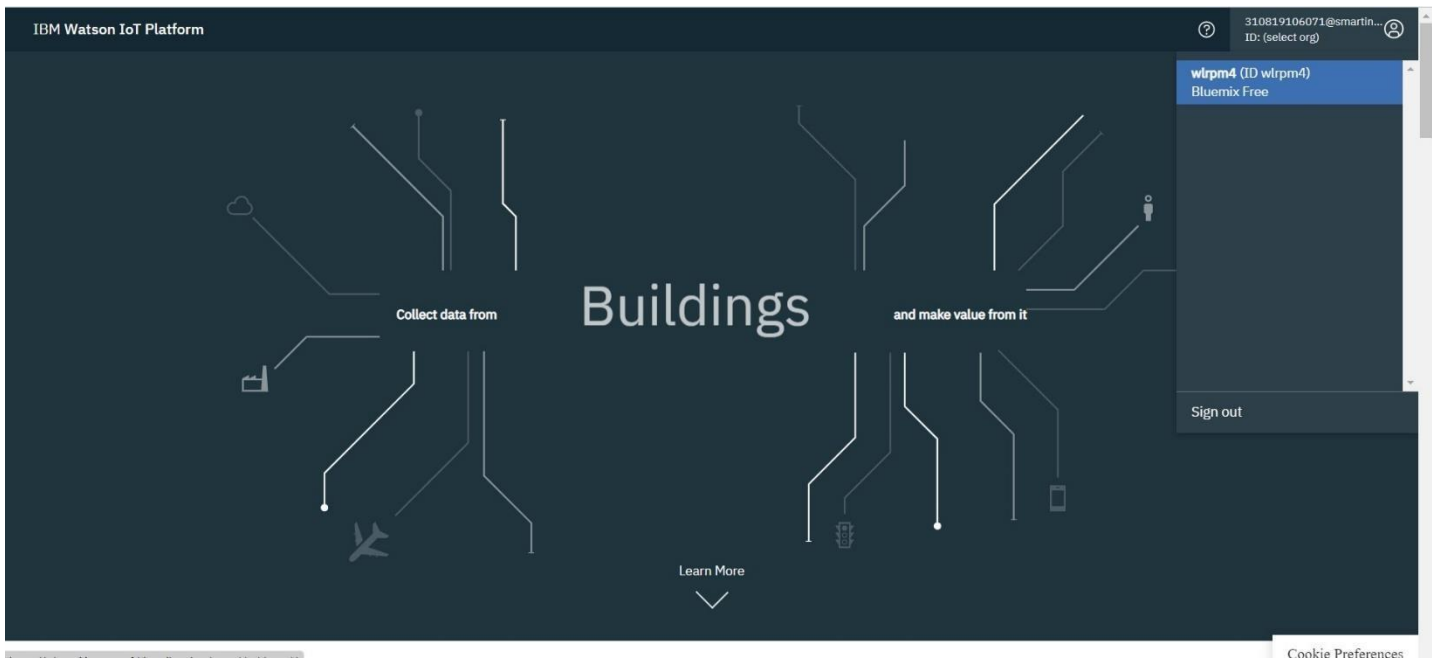 IBM Watson IoT Platform
310819106071@smartin...
ID: (select org)
wlrpm4 (ID wlrpm4)
Bluemix Free
Sign out
Collect data from
Buildings
and make value from it
Learn More
Cookie Preferences